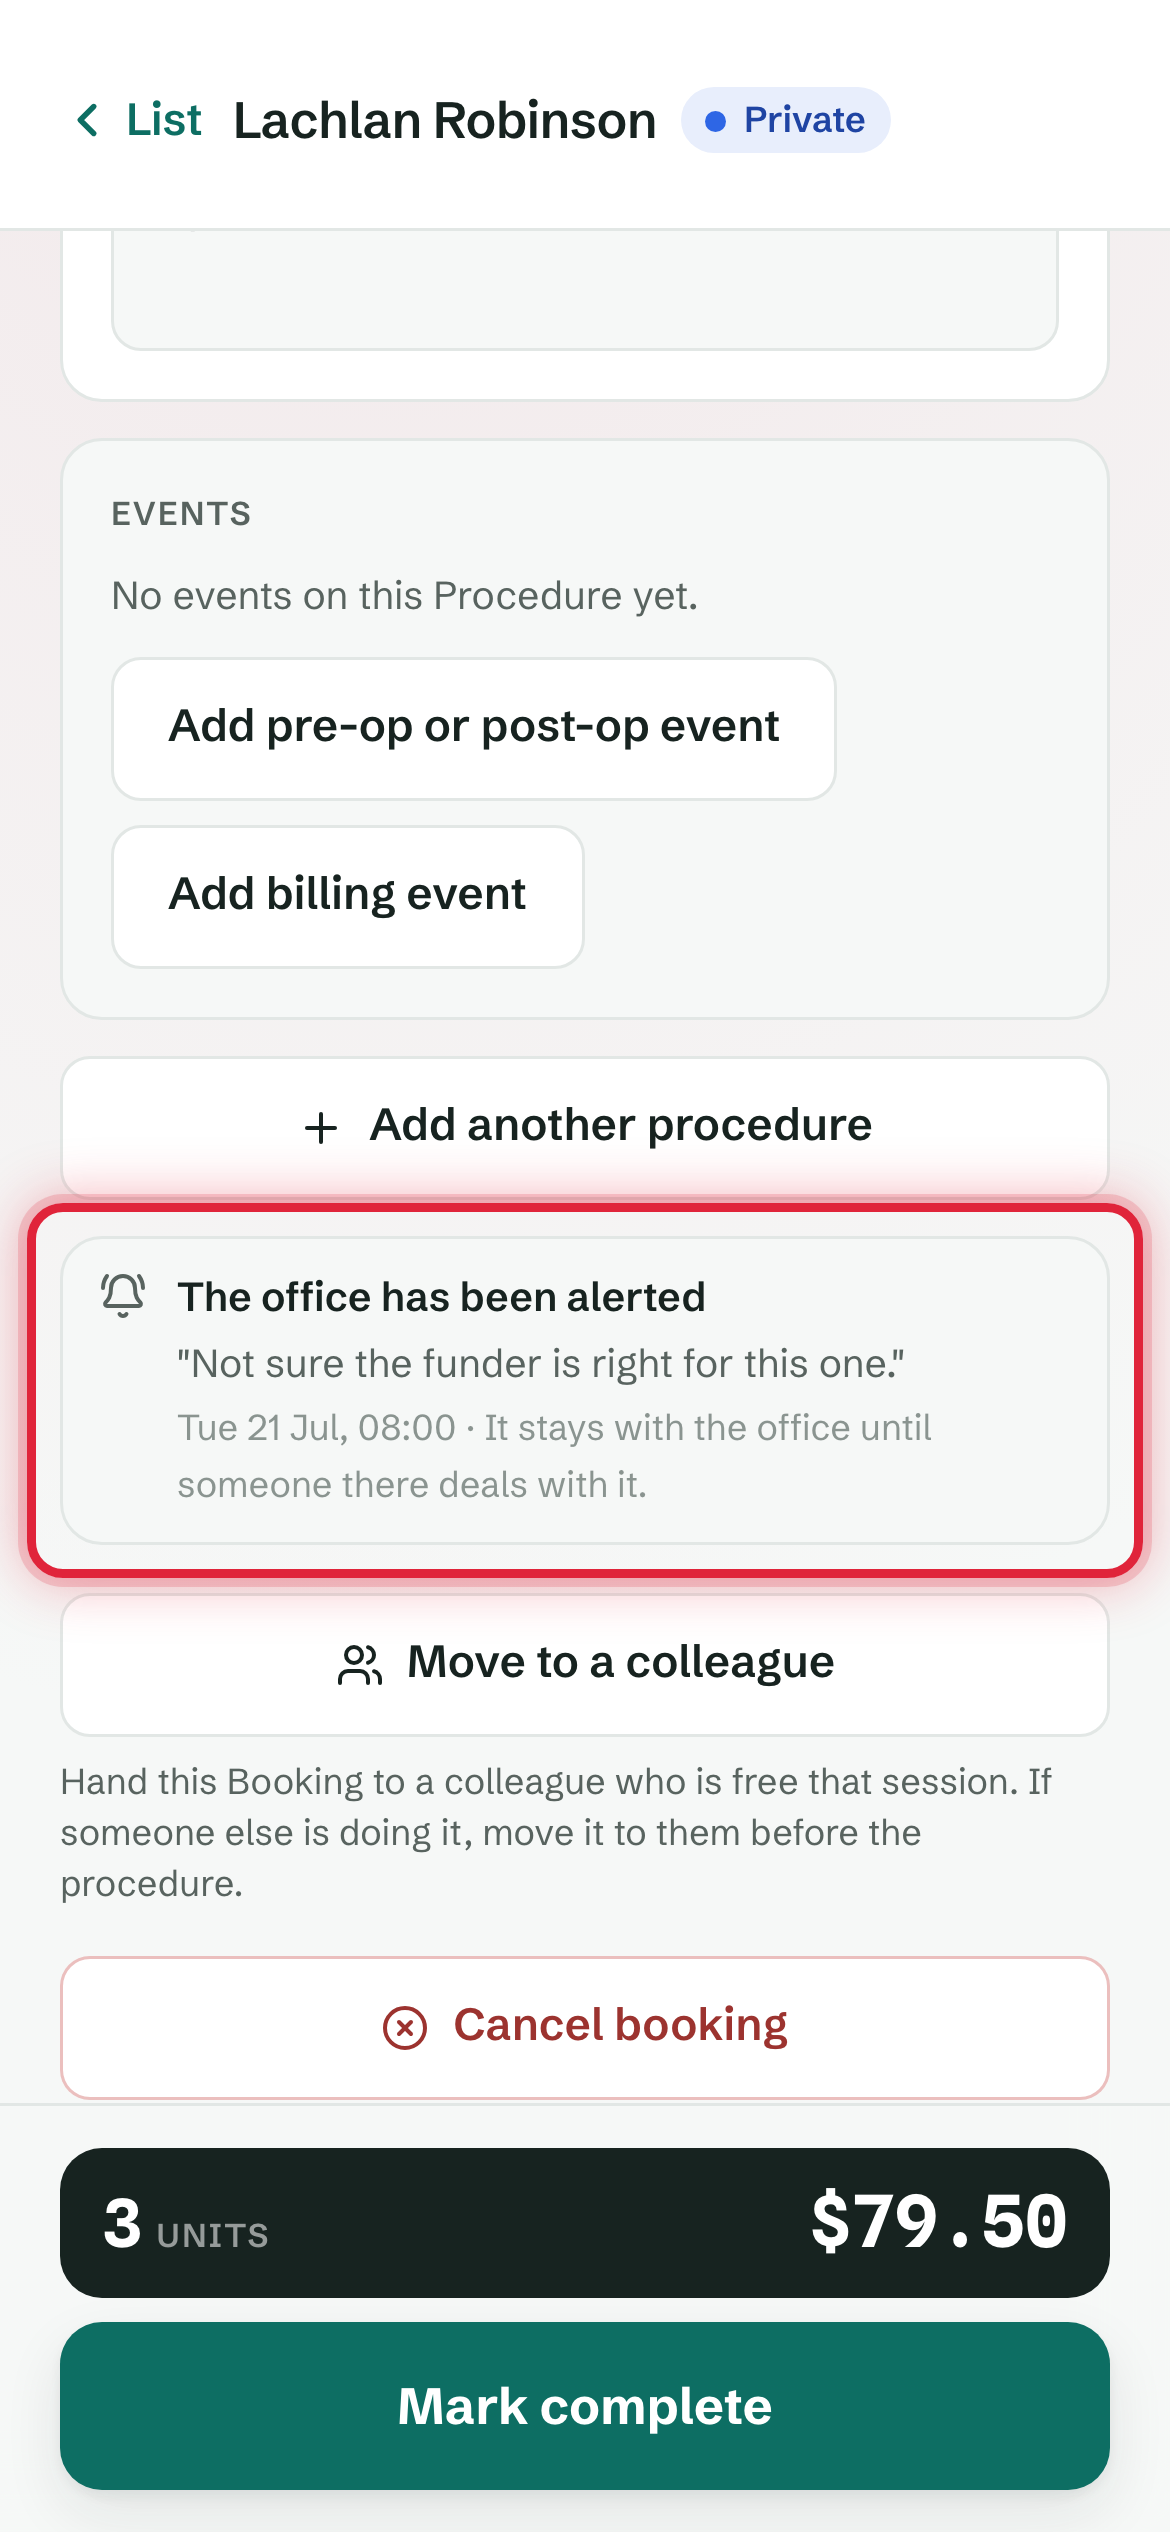 List Lachlan Robinson Private
EVENTS
No events on this Procedure yet.
Add pre-op or post-op event
Add billing event
Add another procedure
The office has been alerted
"Not sure the funder is right for this one."
Tue 21 Jul, 08:00 · It stays with the office until
someone there deals with it.
Move to a colleague
Hand this Booking to a colleague who is free that session. If
someone else is doing it, move it to them before the
procedure.
Cancel booking
3 UNITS $79.50
Mark complete